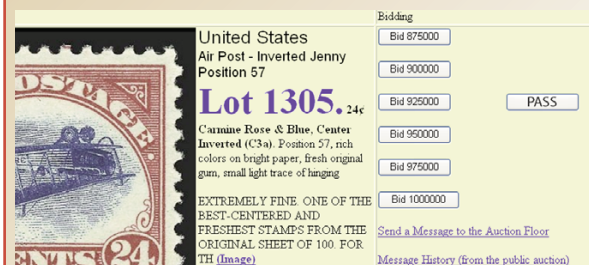 Bidding
United States
Air Post - Inverted Jenny
Position 57
Lot 1305. 24¢
Carmine Rose & Blue, Center
Inverted (C3a). Position 57, rich
colors on bright paper, fresh original
gum, small light trace of hinging
EXTREMELY FINE. ONE OF THE
BEST-CENTERED AND
FRESHEST STAMPS FROM THE
ORIGINAL SHEET OF 100. FOR
TH (Image)
Bid 875000
Bid 900000
Bid 925000
PASS
Bid 950000
Bid 975000
Bid 1000000
Send a Message to the Auction Floor
Message History (from the public auction)
OSTAGE
ENTS 24